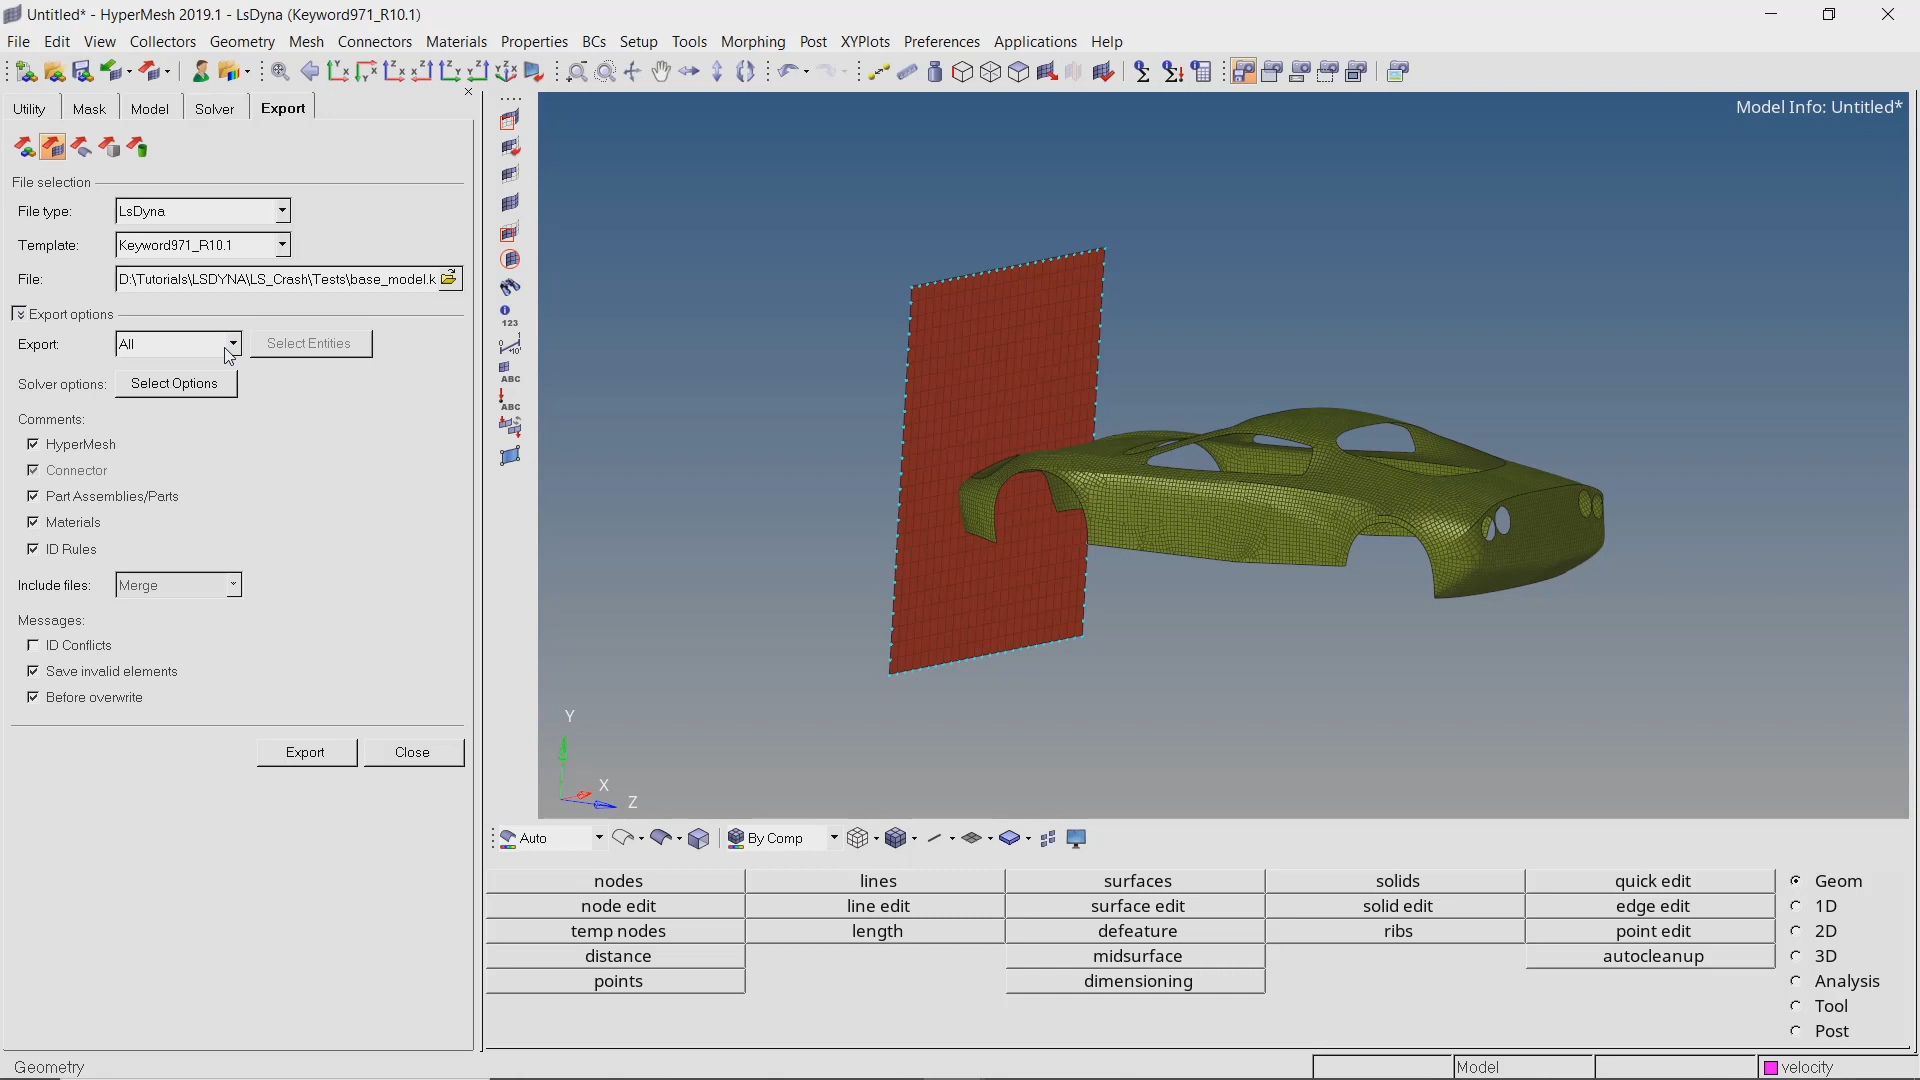 Untitled* - HyperMesh 2019.1 - LsDyna (Keyword971_R10.1)
File Edit View Collectors Geometry Mesh Connectors Materials Properties BCs Setup Tools Morphing Post XYPlots Preferences Applications Help
Utility Mask Model Solver Export
Model Info: Untitled*
File selection
File type: LsDyna
Template: Keyword971_R10.1
File: D:\Tutorials\LSDYNA\LS_Crash\Tests\base_model.k
Export options
Export: All Select Entities
Solver options: Select Options
Comments:
HyperMesh
Connector
Part Assemblies/Parts
Materials
ID Rules
Include files: Merge
Messages:
ID Conflicts
Save invalid elements
Before overwrite
Export Close
123
ABC
ABC
Y
X
Z
Auto By Comp
nodes lines surfaces solids quick edit Geom
node edit line edit surface edit solid edit edge edit 1D
temp nodes length defeature ribs point edit 2D
distance midsurface autocleanup 3D
points dimensioning Analysis
Tool
Post
Geometry Model velocity